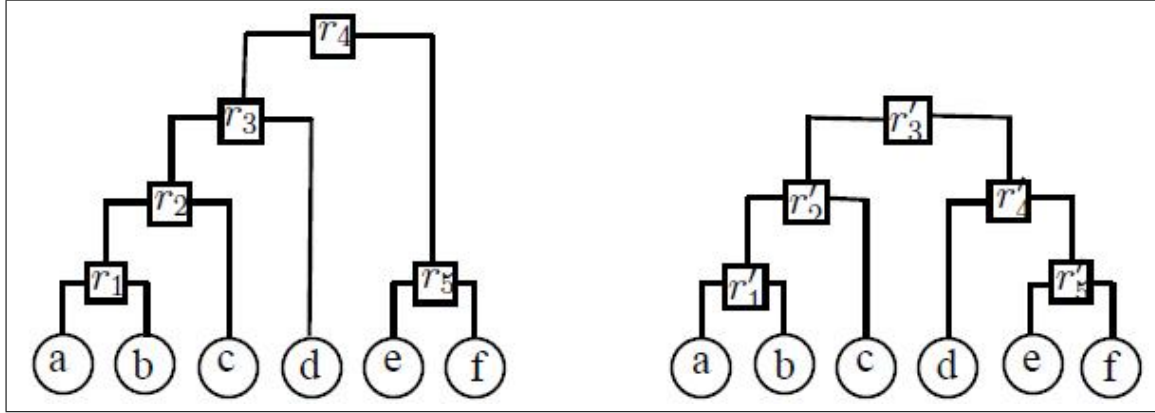 r₄
r₃ r'₃
r₂ r'₂ r'₄
r₁ r₅ r'₁ r'₅
a b c d e f a b c d e f